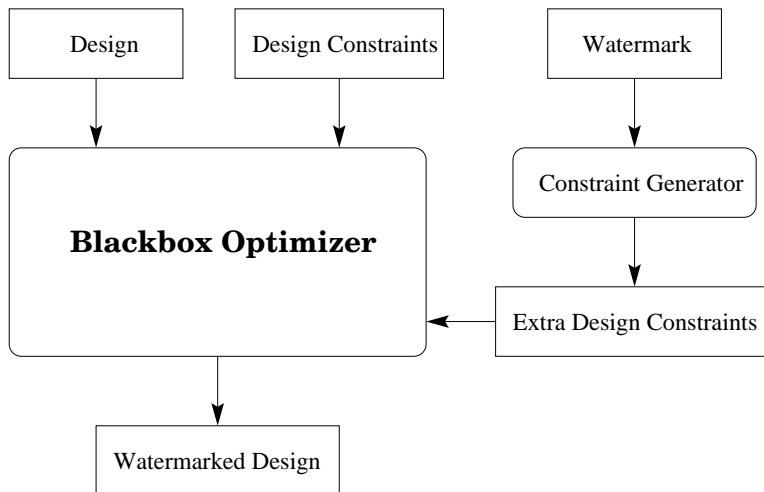 Design
Design Constraints
Watermark
Constraint Generator
Blackbox Optimizer
Extra Design Constraints
Watermarked Design